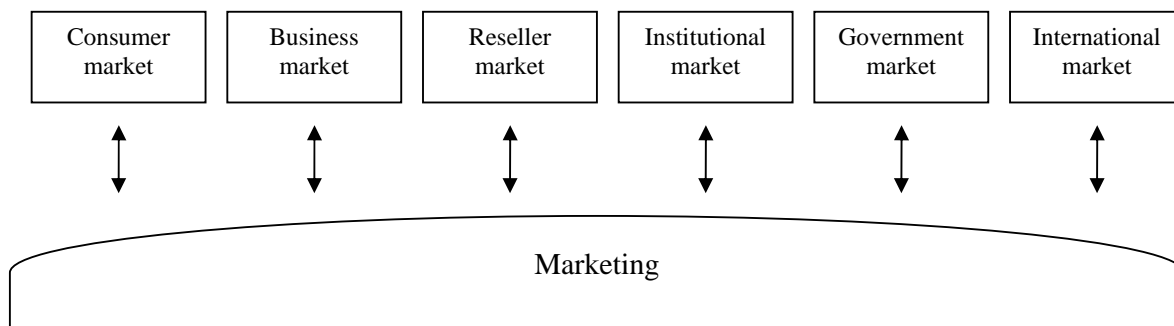 Consumer
market
Business
market
Reseller
market
Institutional
market
Government
market
International
market
Marketing